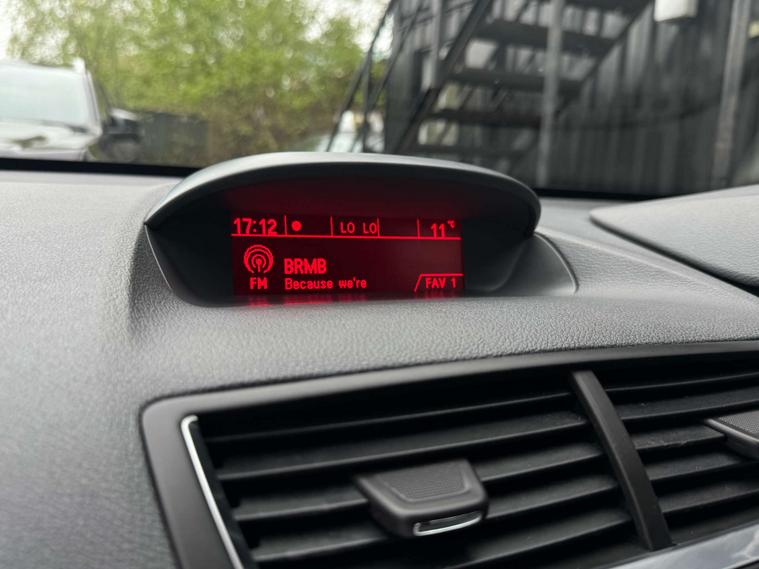 17:12 LO LO 11°C
BRMB
FM Because we're FAV 1